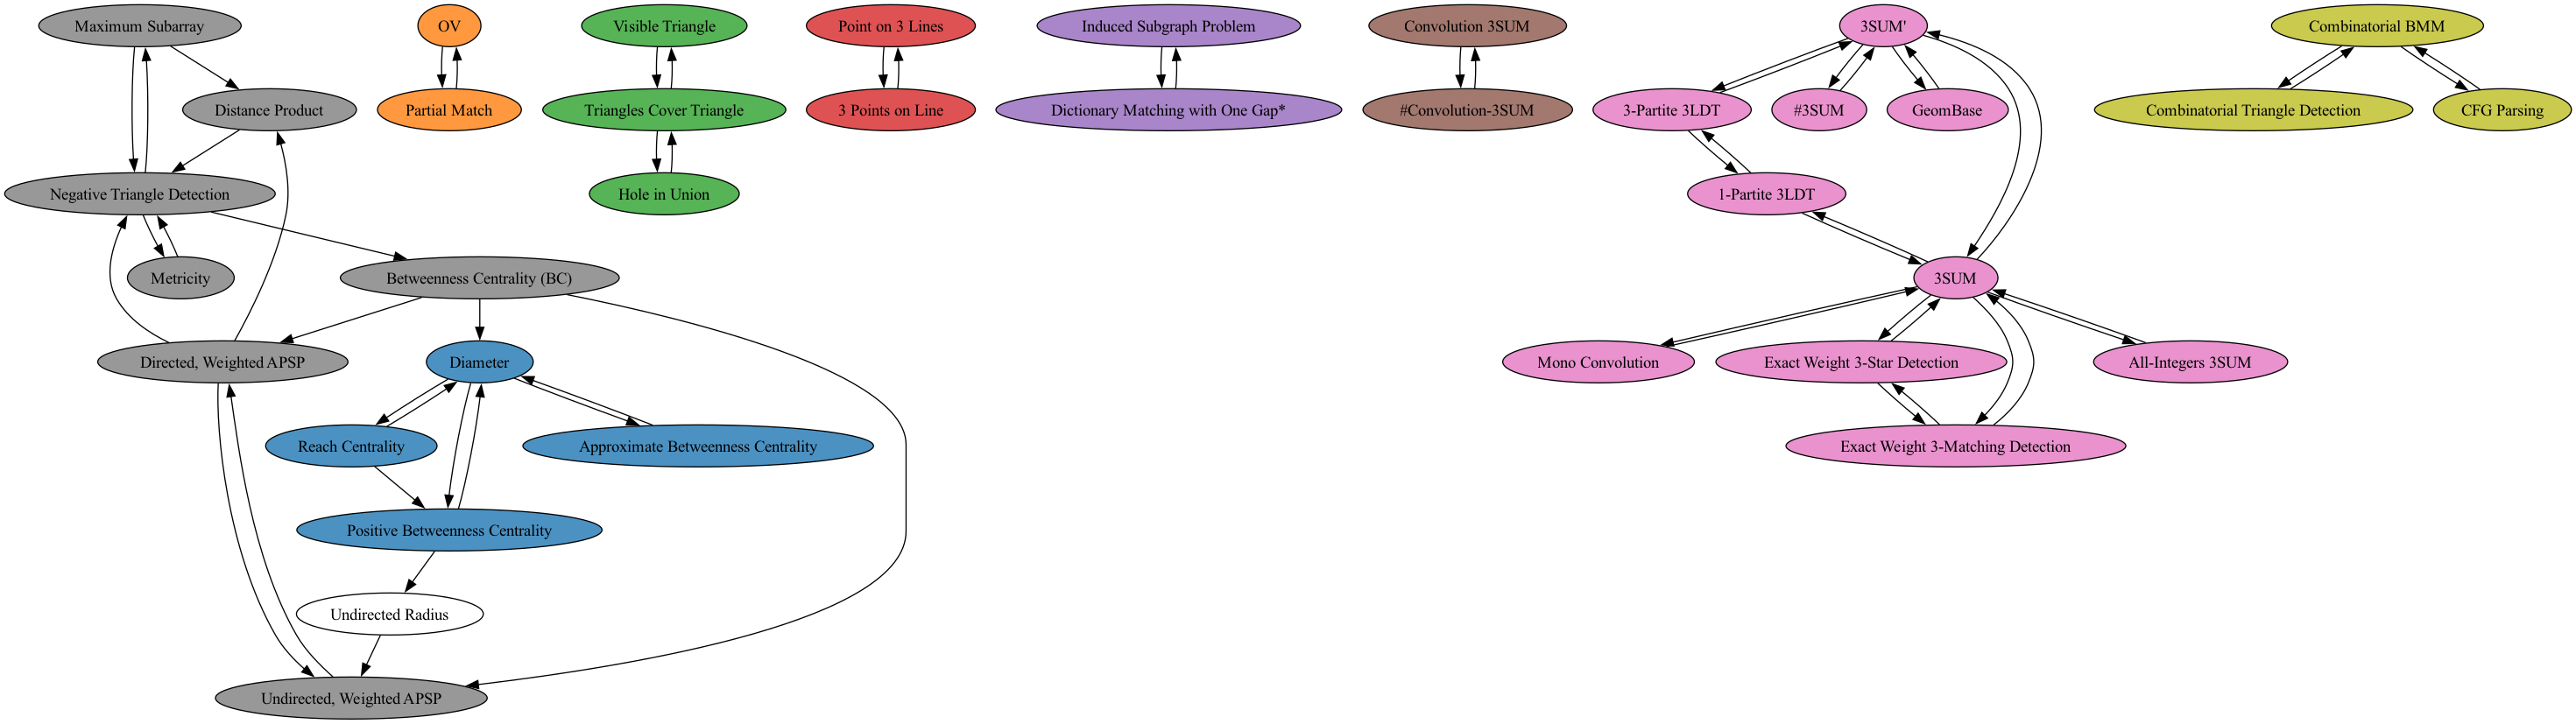 Maximum Subarray
OV
Visible Triangle
Point on 3 Lines
Induced Subgraph Problem
Convolution 3SUM
3SUM'
Combinatorial BMM
Distance Product
Partial Match
Triangles Cover Triangle
3 Points on Line
Dictionary Matching with One Gap*
#Convolution-3SUM
3-Partite 3LDT
#3SUM
GeomBase
Combinatorial Triangle Detection
CFG Parsing
Negative Triangle Detection
Hole in Union
1-Partite 3LDT
Metricity
Betweenness Centrality (BC)
3SUM
Directed, Weighted APSP
Diameter
Mono Convolution
Exact Weight 3-Star Detection
All-Integers 3SUM
Reach Centrality
Approximate Betweenness Centrality
Exact Weight 3-Matching Detection
Positive Betweenness Centrality
Undirected Radius
Undirected, Weighted APSP